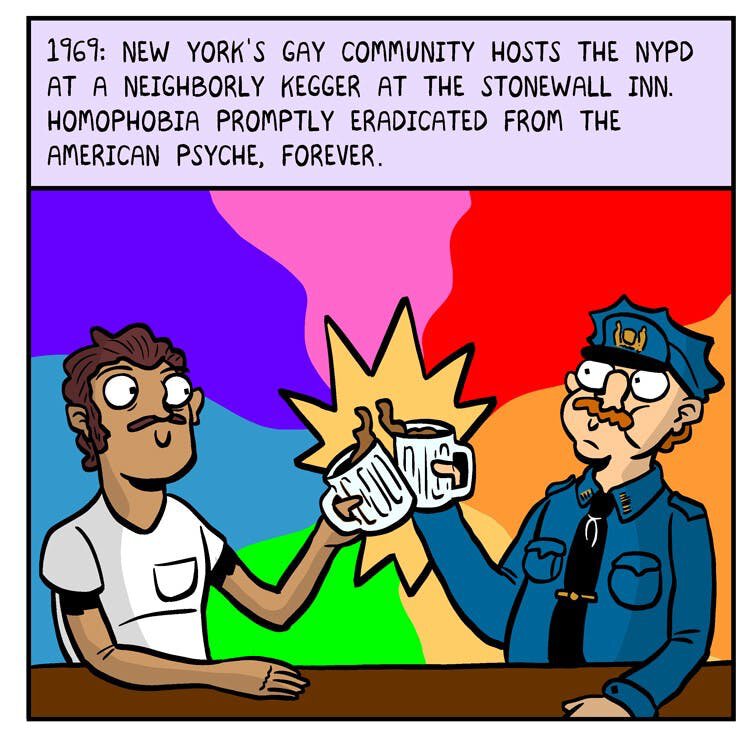 1969: NEW YORK'S GAY COMMUNITY HOSTS THE NYPD
AT A NEIGHBORLY KEGGER AT THE STONEWALL INN.
HOMOPHOBIA PROMPTLY ERADICATED FROM THE
AMERICAN PSYCHE, FOREVER.